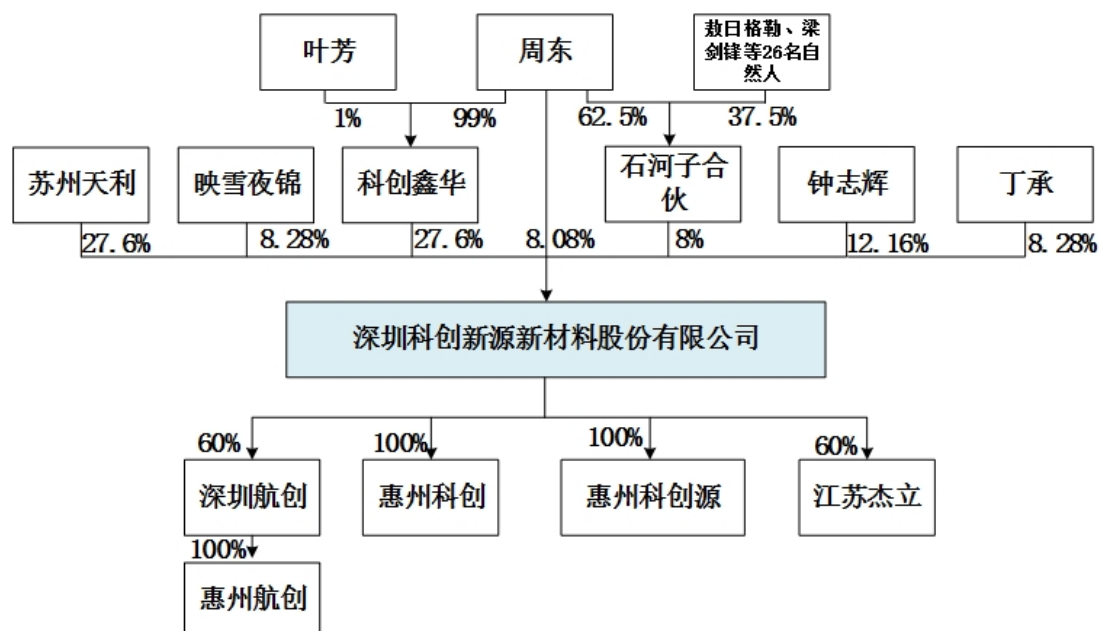 叶芳
周东
敖日格勒、梁
剑锋等26名自
然人
1%
99%
62.5%
37.5%
苏州天利
映雪夜锦
科创鑫华
石河子合
伙
钟志辉
丁承
27.6%
8.28%
27.6%
8.08%
8%
12.16%
8.28%
深圳科创新源新材料股份有限公司
60%
100%
100%
60%
深圳航创
惠州科创
惠州科创源
江苏杰立
100%
惠州航创